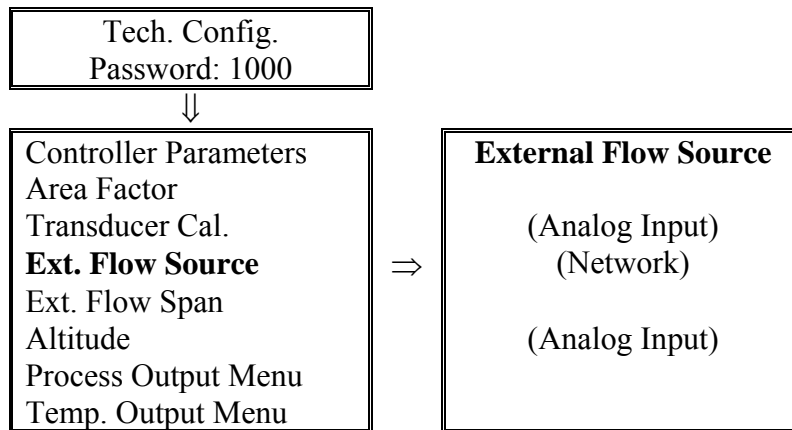 Tech. Config.
Password: 1000
⇓
Controller Parameters
Area Factor
Transducer Cal.
Ext. Flow Source
Ext. Flow Span
Altitude
Process Output Menu
Temp. Output Menu
⇒
External Flow Source
(Analog Input)
(Network)
(Analog Input)